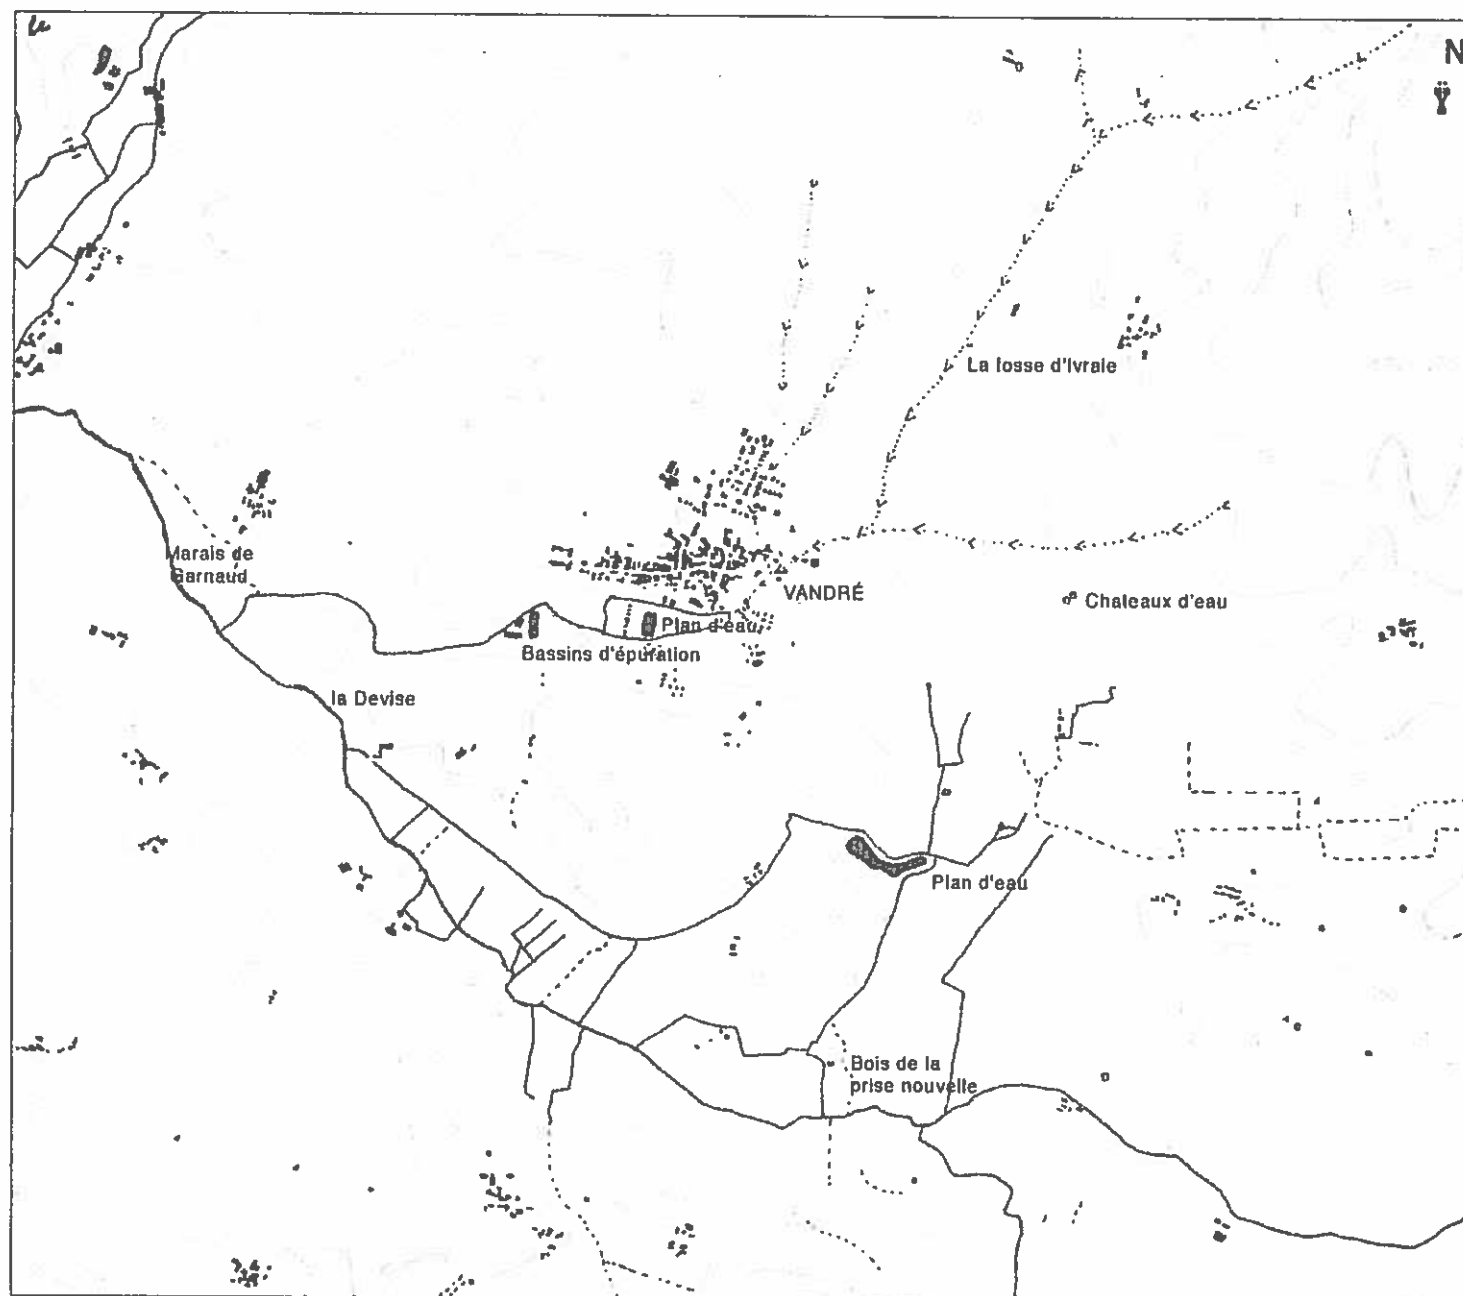 N
La fosse d'Ivraie
Marais de
Garnaud
VANDRÉ
Chateaux d'eau
Plan d'eau
Bassins d'épuration
la Devise
Plan d'eau
Bois de la
prise nouvelle